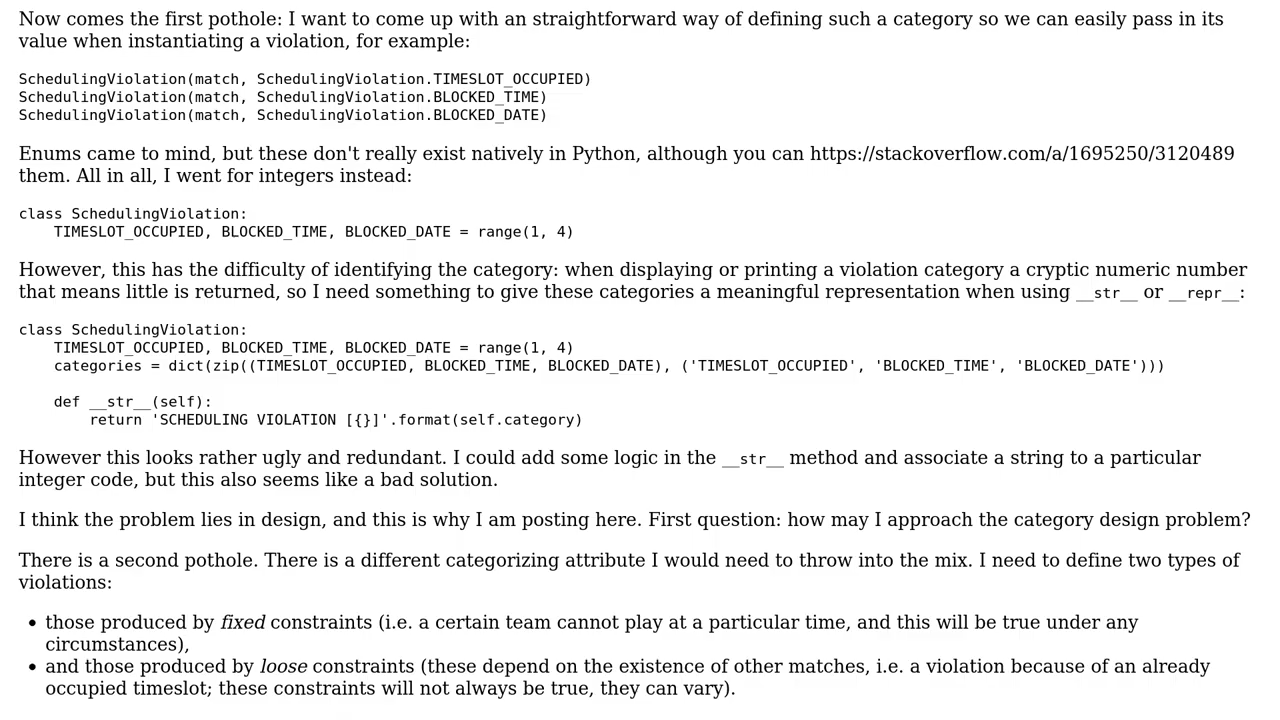 Now comes the first pothole: I want to come up with an straightforward way of defining such a category so we can easily pass in its
value when instantiating a violation, for example:
SchedulingViolation(match, SchedulingViolation.TIMESLOT_OCCUPIED)
SchedulingViolation(match, SchedulingViolation.BLOCKED_TIME)
SchedulingViolation(match, SchedulingViolation.BLOCKED_DATE)
Enums came to mind, but these don't really exist natively in Python, although you can https://stackoverflow.com/a/1695250/3120489
them. All in all, I went for integers instead:
class SchedulingViolation:
    TIMESLOT_OCCUPIED, BLOCKED_TIME, BLOCKED_DATE = range(1, 4)
However, this has the difficulty of identifying the category: when displaying or printing a violation category a cryptic numeric number
that means little is returned, so I need something to give these categories a meaningful representation when using __str__ or __repr__:
class SchedulingViolation:
    TIMESLOT_OCCUPIED, BLOCKED_TIME, BLOCKED_DATE = range(1, 4)
    categories = dict(zip((TIMESLOT_OCCUPIED, BLOCKED_TIME, BLOCKED_DATE), ('TIMESLOT_OCCUPIED', 'BLOCKED_TIME', 'BLOCKED_DATE')))
    def __str__(self):
        return 'SCHEDULING VIOLATION [{}]'.format(self.category)
However this looks rather ugly and redundant. I could add some logic in the __str__ method and associate a string to a particular
integer code, but this also seems like a bad solution.
I think the problem lies in design, and this is why I am posting here. First question: how may I approach the category design problem?
There is a second pothole. There is a different categorizing attribute I would need to throw into the mix. I need to define two types of
violations:
• those produced by fixed constraints (i.e. a certain team cannot play at a particular time, and this will be true under any
circumstances),
• and those produced by loose constraints (these depend on the existence of other matches, i.e. a violation because of an already
occupied timeslot; these constraints will not always be true, they can vary).